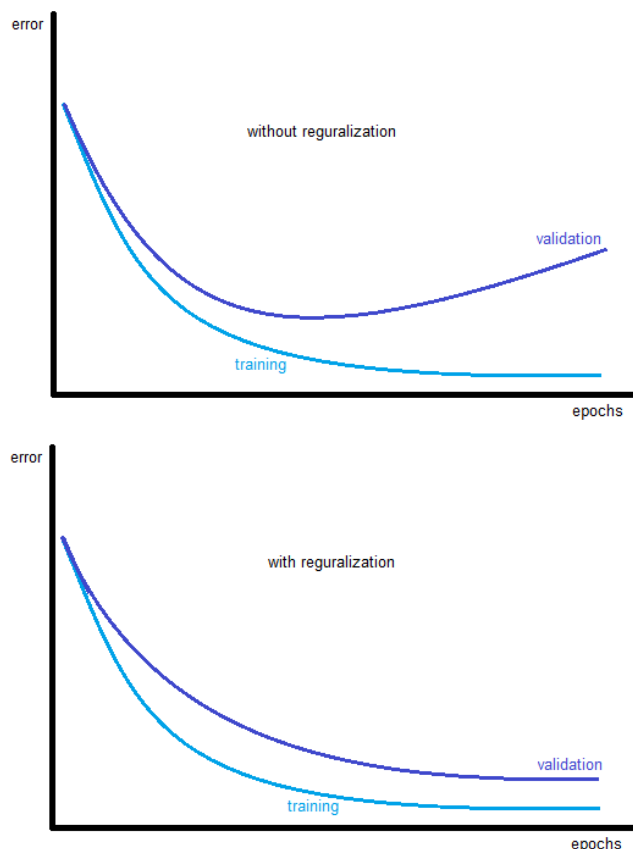 error
without reguralization
validation
training
epochs
error
with reguralization
validation
training
epochs